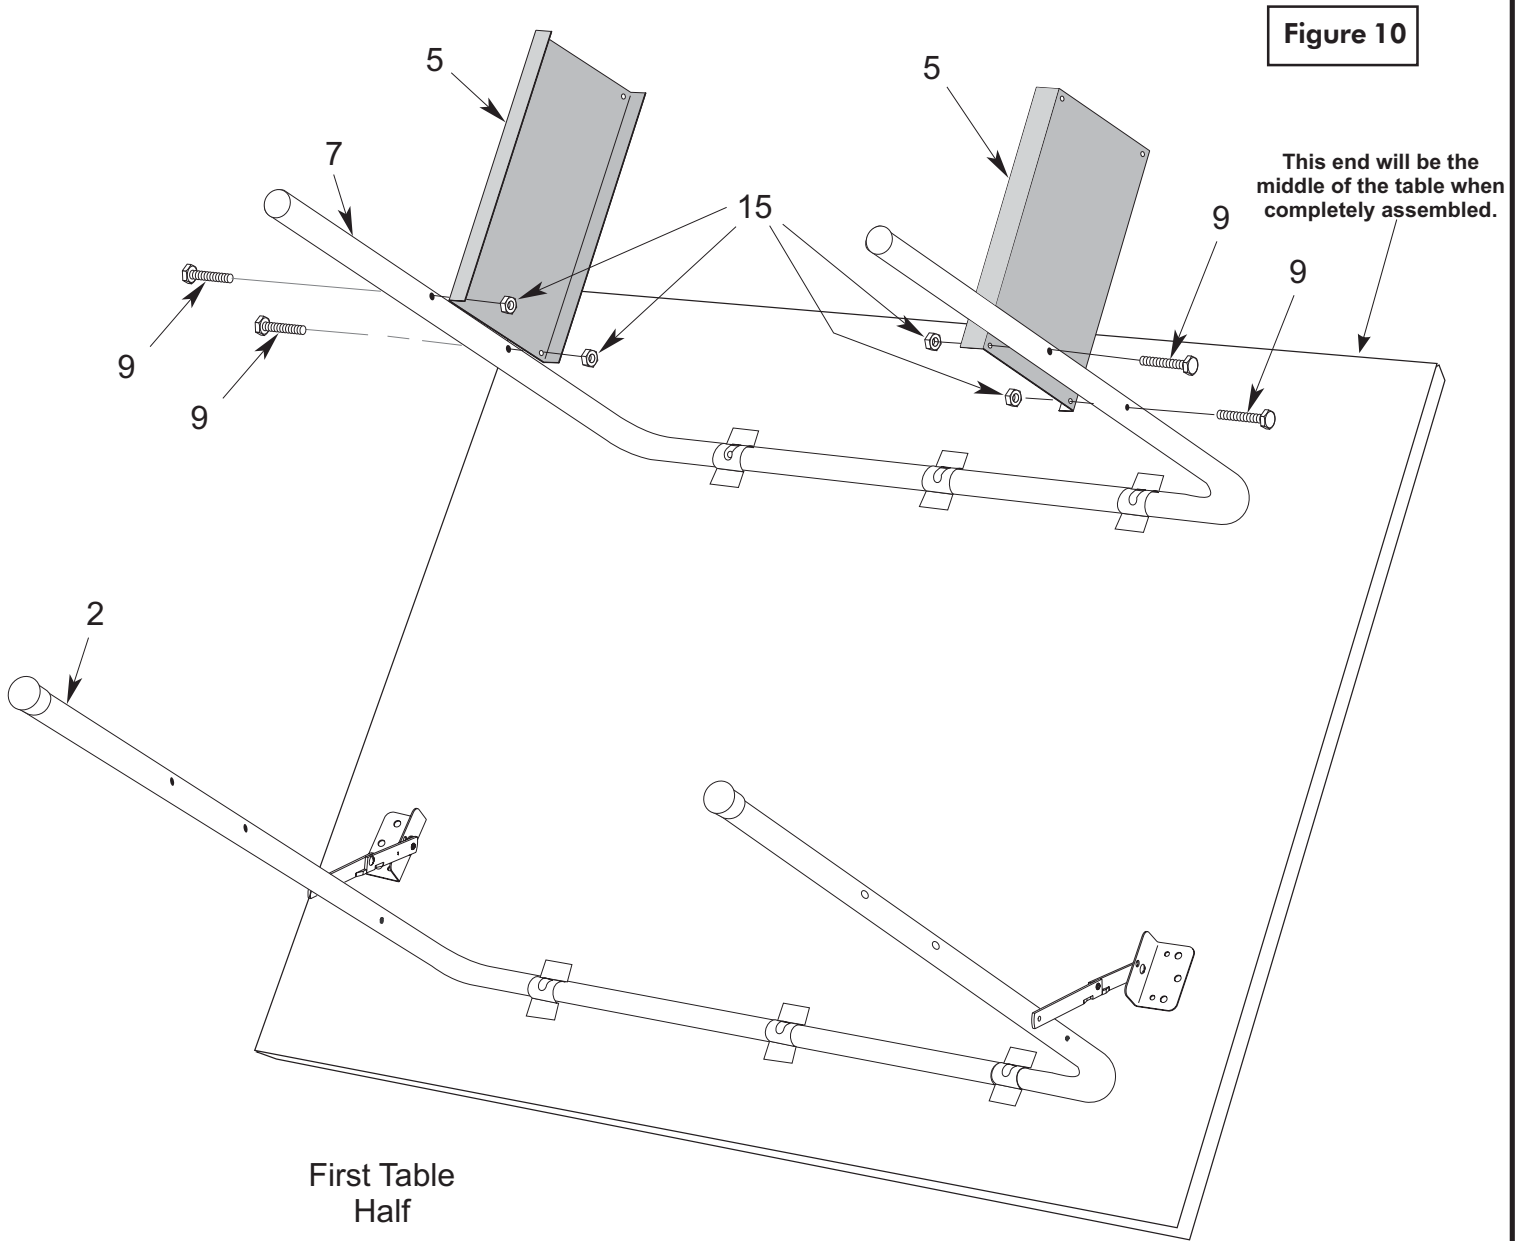 Figure 10
5
5
7
15
This end will be the
middle of the table when
completely assembled.
9
9
9
9
2
First Table
Half